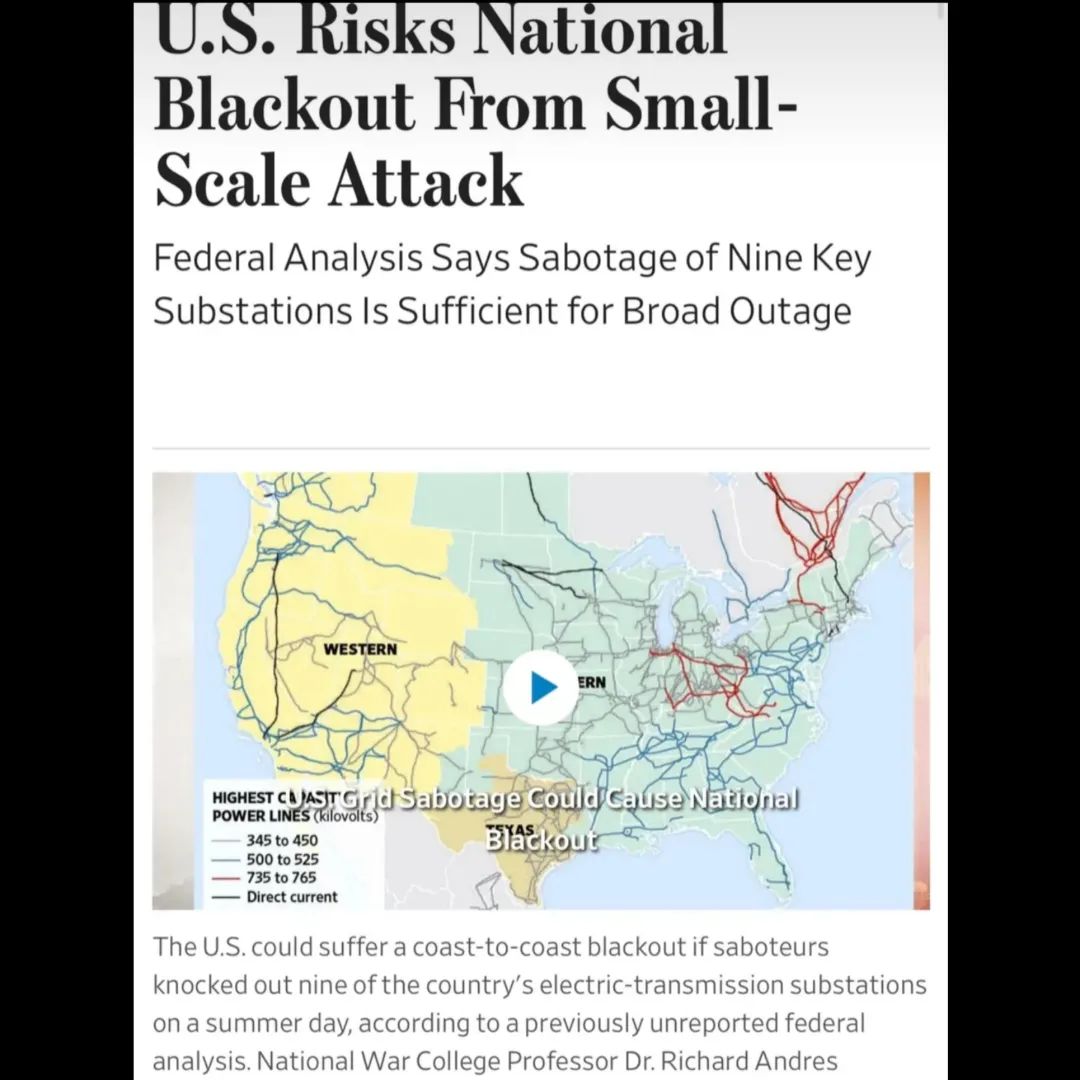 U.S. Risks National
Blackout From Small-
Scale Attack
Federal Analysis Says Sabotage of Nine Key
Substations Is Sufficient for Broad Outage
WESTERN
ERN
HIGHEST
POWER LINES (kilovolts)
345 to 450
500 to 525
735 to 765
Direct current
TEXAS
Grid Sabotage Could Cause National
Blackout
The U.S. could suffer a coast-to-coast blackout if saboteurs
knocked out nine of the country's electric-transmission substations
on a summer day, according to a previously unreported federal
analysis. National War College Professor Dr. Richard Andres